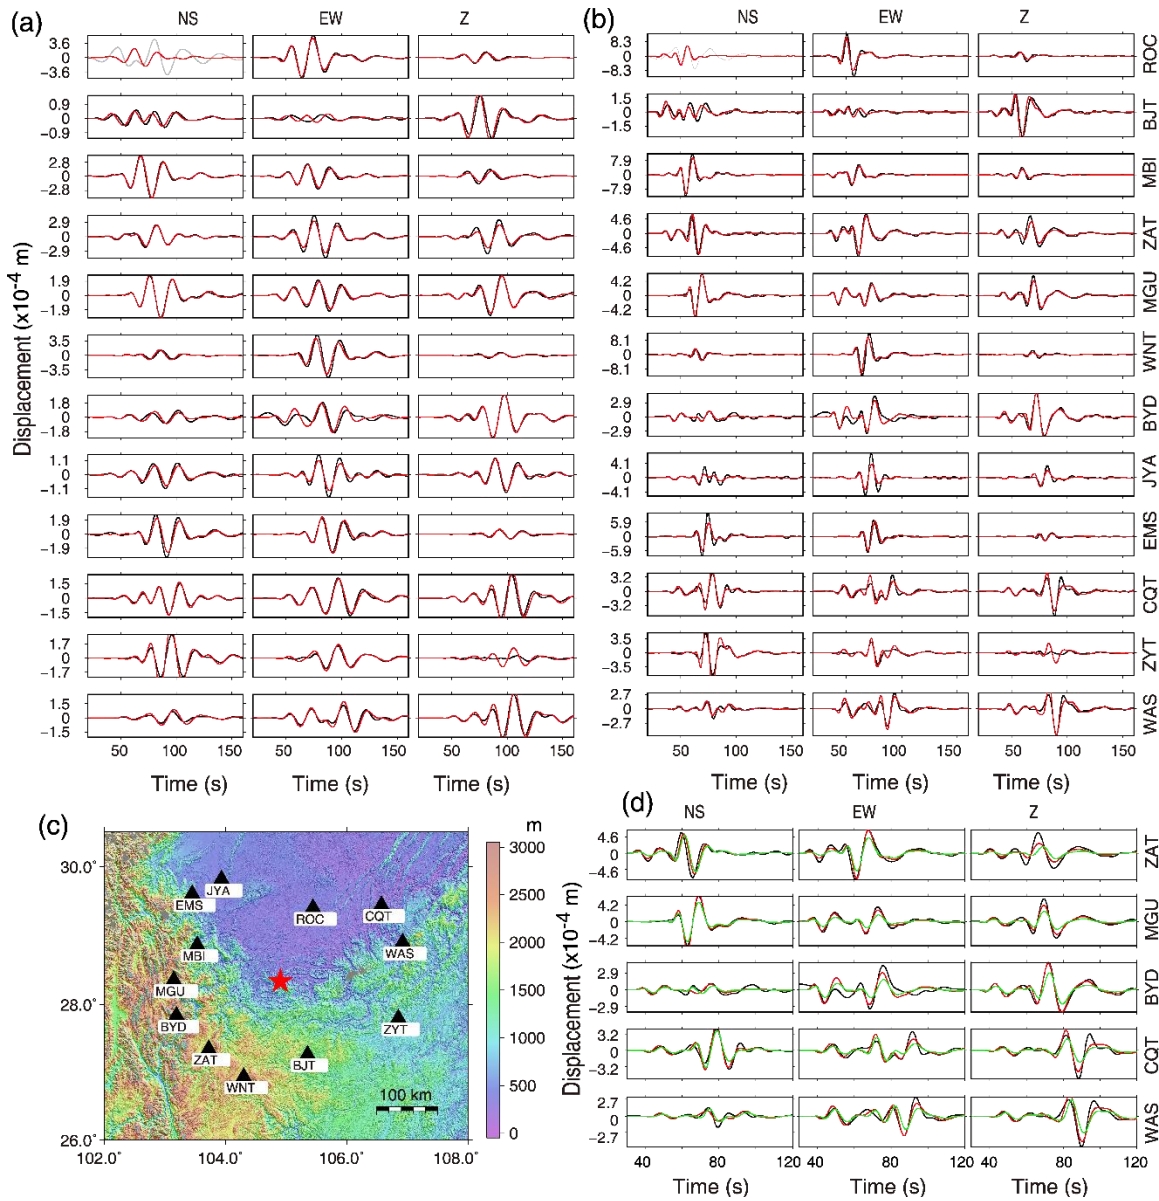 (a) NS EW Z
3.6
0
−3.6
0.9
0
−0.9
2.8
0
−2.8
2.9
0
−2.9
1.9
0
−1.9
3.5
0
−3.5
1.8
0
−1.8
1.1
0
−1.1
1.9
0
−1.9
1.5
0
−1.5
1.7
0
−1.7
1.5
0
−1.5
50 100 150 50 100 150 50 100 150
Time (s) Time (s) Time (s)
Displacement (x10⁻⁴ m)
(b) NS EW Z
8.3
0
−8.3
ROC
1.5
0
−1.5
BJT
7.9
0
−7.9
MBI
4.6
0
−4.6
ZAT
4.2
0
−4.2
MGU
8.1
0
−8.1
WNT
2.9
0
−2.9
BYD
4.1
0
−4.1
JYA
5.9
0
−5.9
EMS
3.2
0
−3.2
CQT
3.5
0
−3.5
ZYT
2.7
0
−2.7
WAS
50 100 150 50 100 150 50 100 150
Time (s) Time (s) Time (s)
(c)
30.0°
28.0°
26.0°
102.0° 104.0° 106.0° 108.0°
JYA
EMS
ROC
CQT
MBI
WAS
MGU
BYD
ZYT
ZAT
BJT
WNT
100 km
m
3000
2500
2000
1500
1000
500
0
(d) NS EW Z
4.6
0
−4.6
ZAT
4.2
0
−4.2
MGU
2.9
0
−2.9
BYD
3.2
0
−3.2
CQT
2.7
0
−2.7
WAS
40 80 120 40 80 120 40 80 120
Time (s) Time (s) Time (s)
Displacement (x10⁻⁴ m)